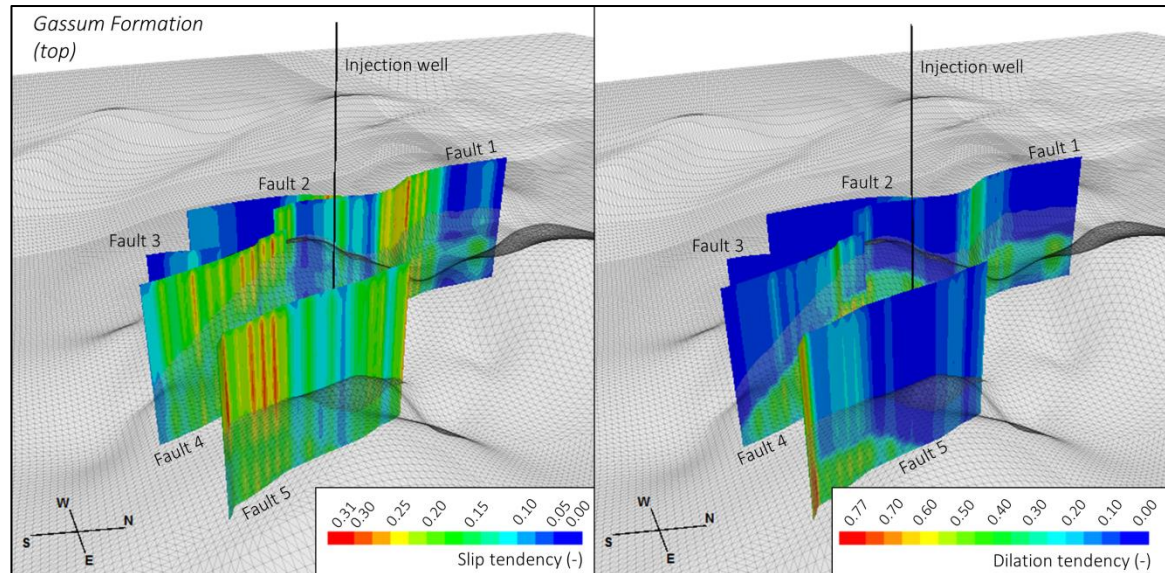 Gassum Formation
(top)
Injection well
Fault 1
Fault 2
Fault 3
Fault 4
Fault 5
W
N
S
E
0.31
0.30
0.25
0.20
0.15
0.10
0.05
0.00
Slip tendency (-)
Injection well
Fault 1
Fault 2
Fault 3
Fault 4
Fault 5
W
N
S
E
0.77
0.70
0.60
0.50
0.40
0.30
0.20
0.10
0.00
Dilation tendency (-)